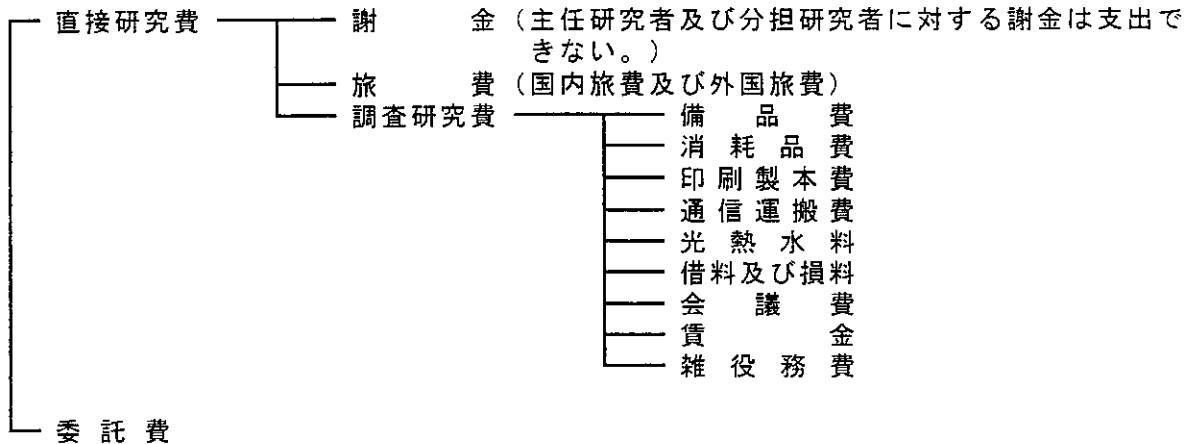 直接研究費 謝 金(主任研究者及び分担研究者に対する謝金は支出で
きない。)
旅 費(国内旅費及び外国旅費)
調査研究費 備 品 費
消 耗 品 費
印刷製本費
通信運搬費
光 熱 水 料
借料及び損料
会 議 費
賃 金
雑 役 務 費
委 託 費